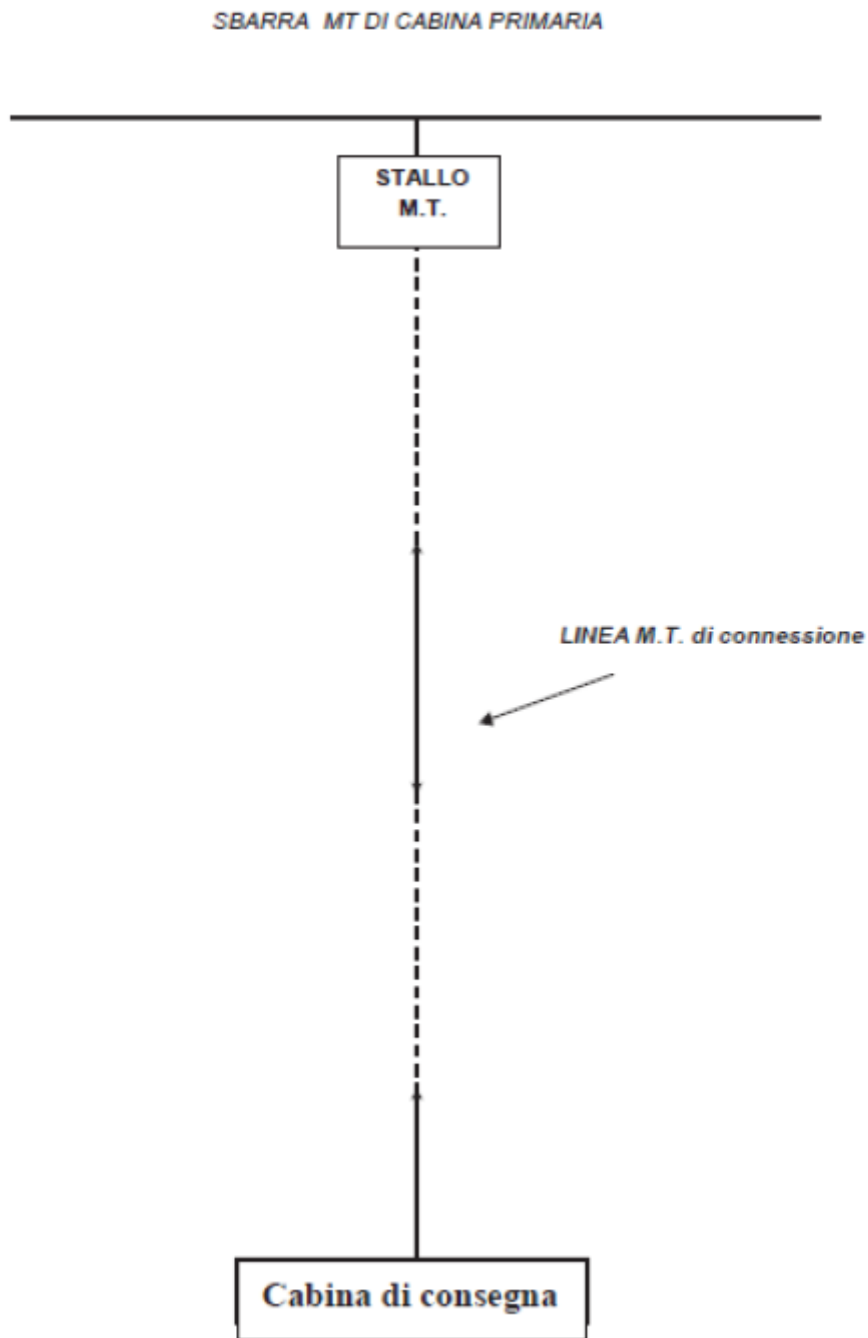 SBARRA MT DI CABINA PRIMARIA
STALLO
M.T.
LINEA M.T. di connessione
Cabina di consegna